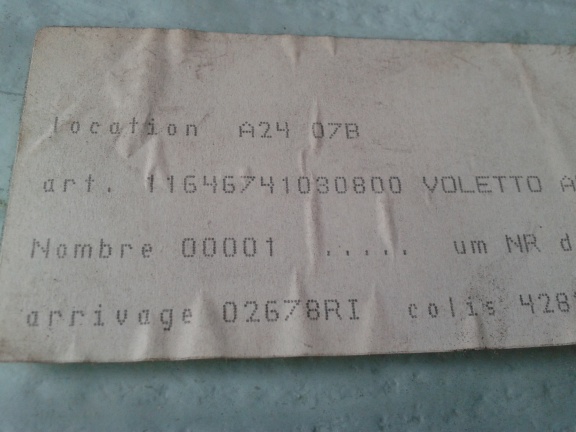 location A24 07B
art. 11646741030800 VOLETTO A
Nombre 00001 ..... um NR d
arrivage 02678RI colis 428